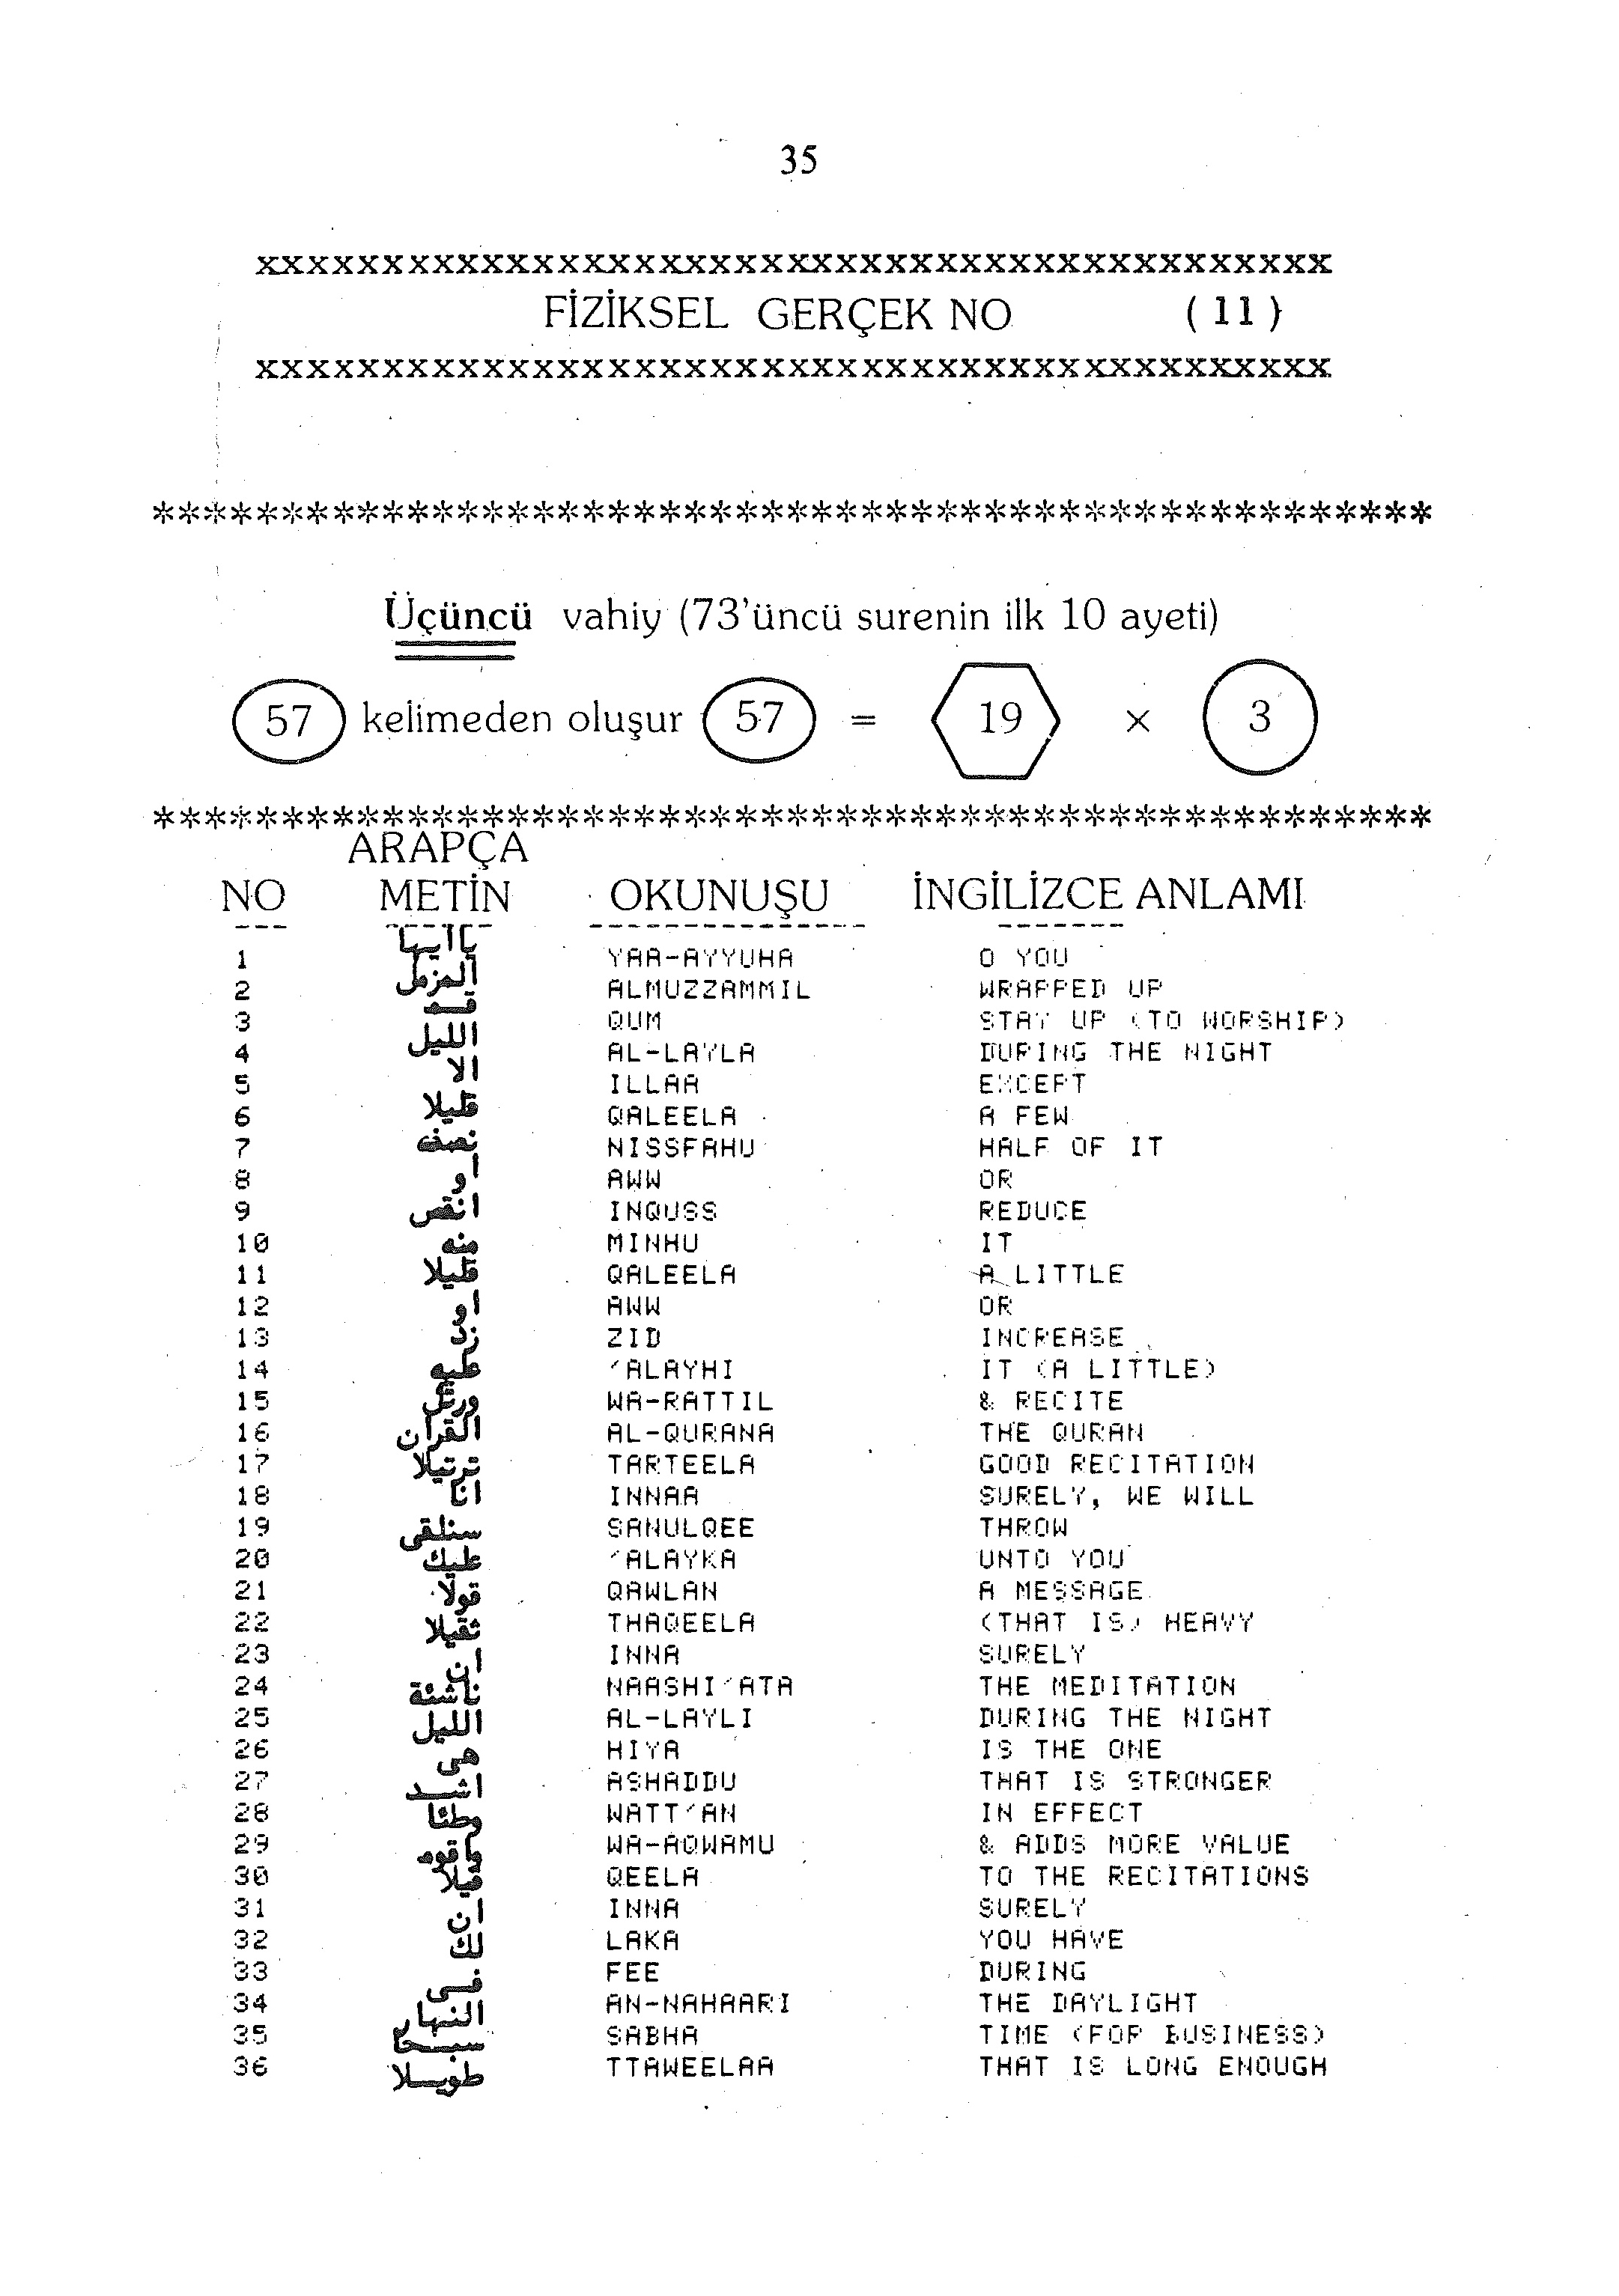 35
xxxxxxxxxxxxxxxxxxxxxxxxxxxxxxxxxxxxxxxxxxx
FİZİKSEL GERÇEK NO (11)
xxxxxxxxxxxxxxxxxxxxxxxxxxxxxxxxxxxxxxxxxxx
***************************************************
Üçüncü vahiy (73'üncü surenin ilk 10 ayeti)
57 kelimeden oluşur 57 = 19 x 3
***************************************************
NO ARAPÇA METİN OKUNUŞU İNGİLİZCE ANLAMI
1 ياايها YAA-AYYUHA O YOU
2 المزمل ALMUZZAMMIL WRAPPED UP
3 قم QUM STAY UP (TO WORSHIP)
4 الليل AL-LAYLA DURING THE NIGHT
5 الا ILLAA EXCEPT
6 قليلا QALEELA A FEW
7 نصفه NISSFAHU HALF OF IT
8 او AWW OR
9 انقص INQUSS REDUCE
10 منه MINHU IT
11 قليلا QALEELA A LITTLE
12 او AWW OR
13 زد ZID INCREASE
14 عليه 'ALAYHI IT (A LITTLE)
15 ورتل WA-RATTIL & RECITE
16 القران AL-QURANA THE QURAN
17 ترتيلا TARTEELA GOOD RECITATION
18 انا INNAA SURELY, WE WILL
19 سنلقى SANULQEE THROW
20 عليك 'ALAYKA UNTO YOU
21 قولا QAWLAN A MESSAGE
22 ثقيلا THAQEELA (THAT IS) HEAVY
23 ان INNA SURELY
24 ناشئة NAASHI'ATA THE MEDITATION
25 الليل AL-LAYLI DURING THE NIGHT
26 هى HIYA IS THE ONE
27 اشد ASHADDU THAT IS STRONGER
28 وطئا WATT'AN IN EFFECT
29 واقوم WA-AQWAMU & ADDS MORE VALUE
30 قيلا QEELA TO THE RECITATIONS
31 ان INNA SURELY
32 لك LAKA YOU HAVE
33 فى FEE DURING
34 النهار AN-NAHAARI THE DAYLIGHT
35 سبحا SABHA TIME (FOR BUSINESS)
36 طويلا TTAWEELAA THAT IS LONG ENOUGH